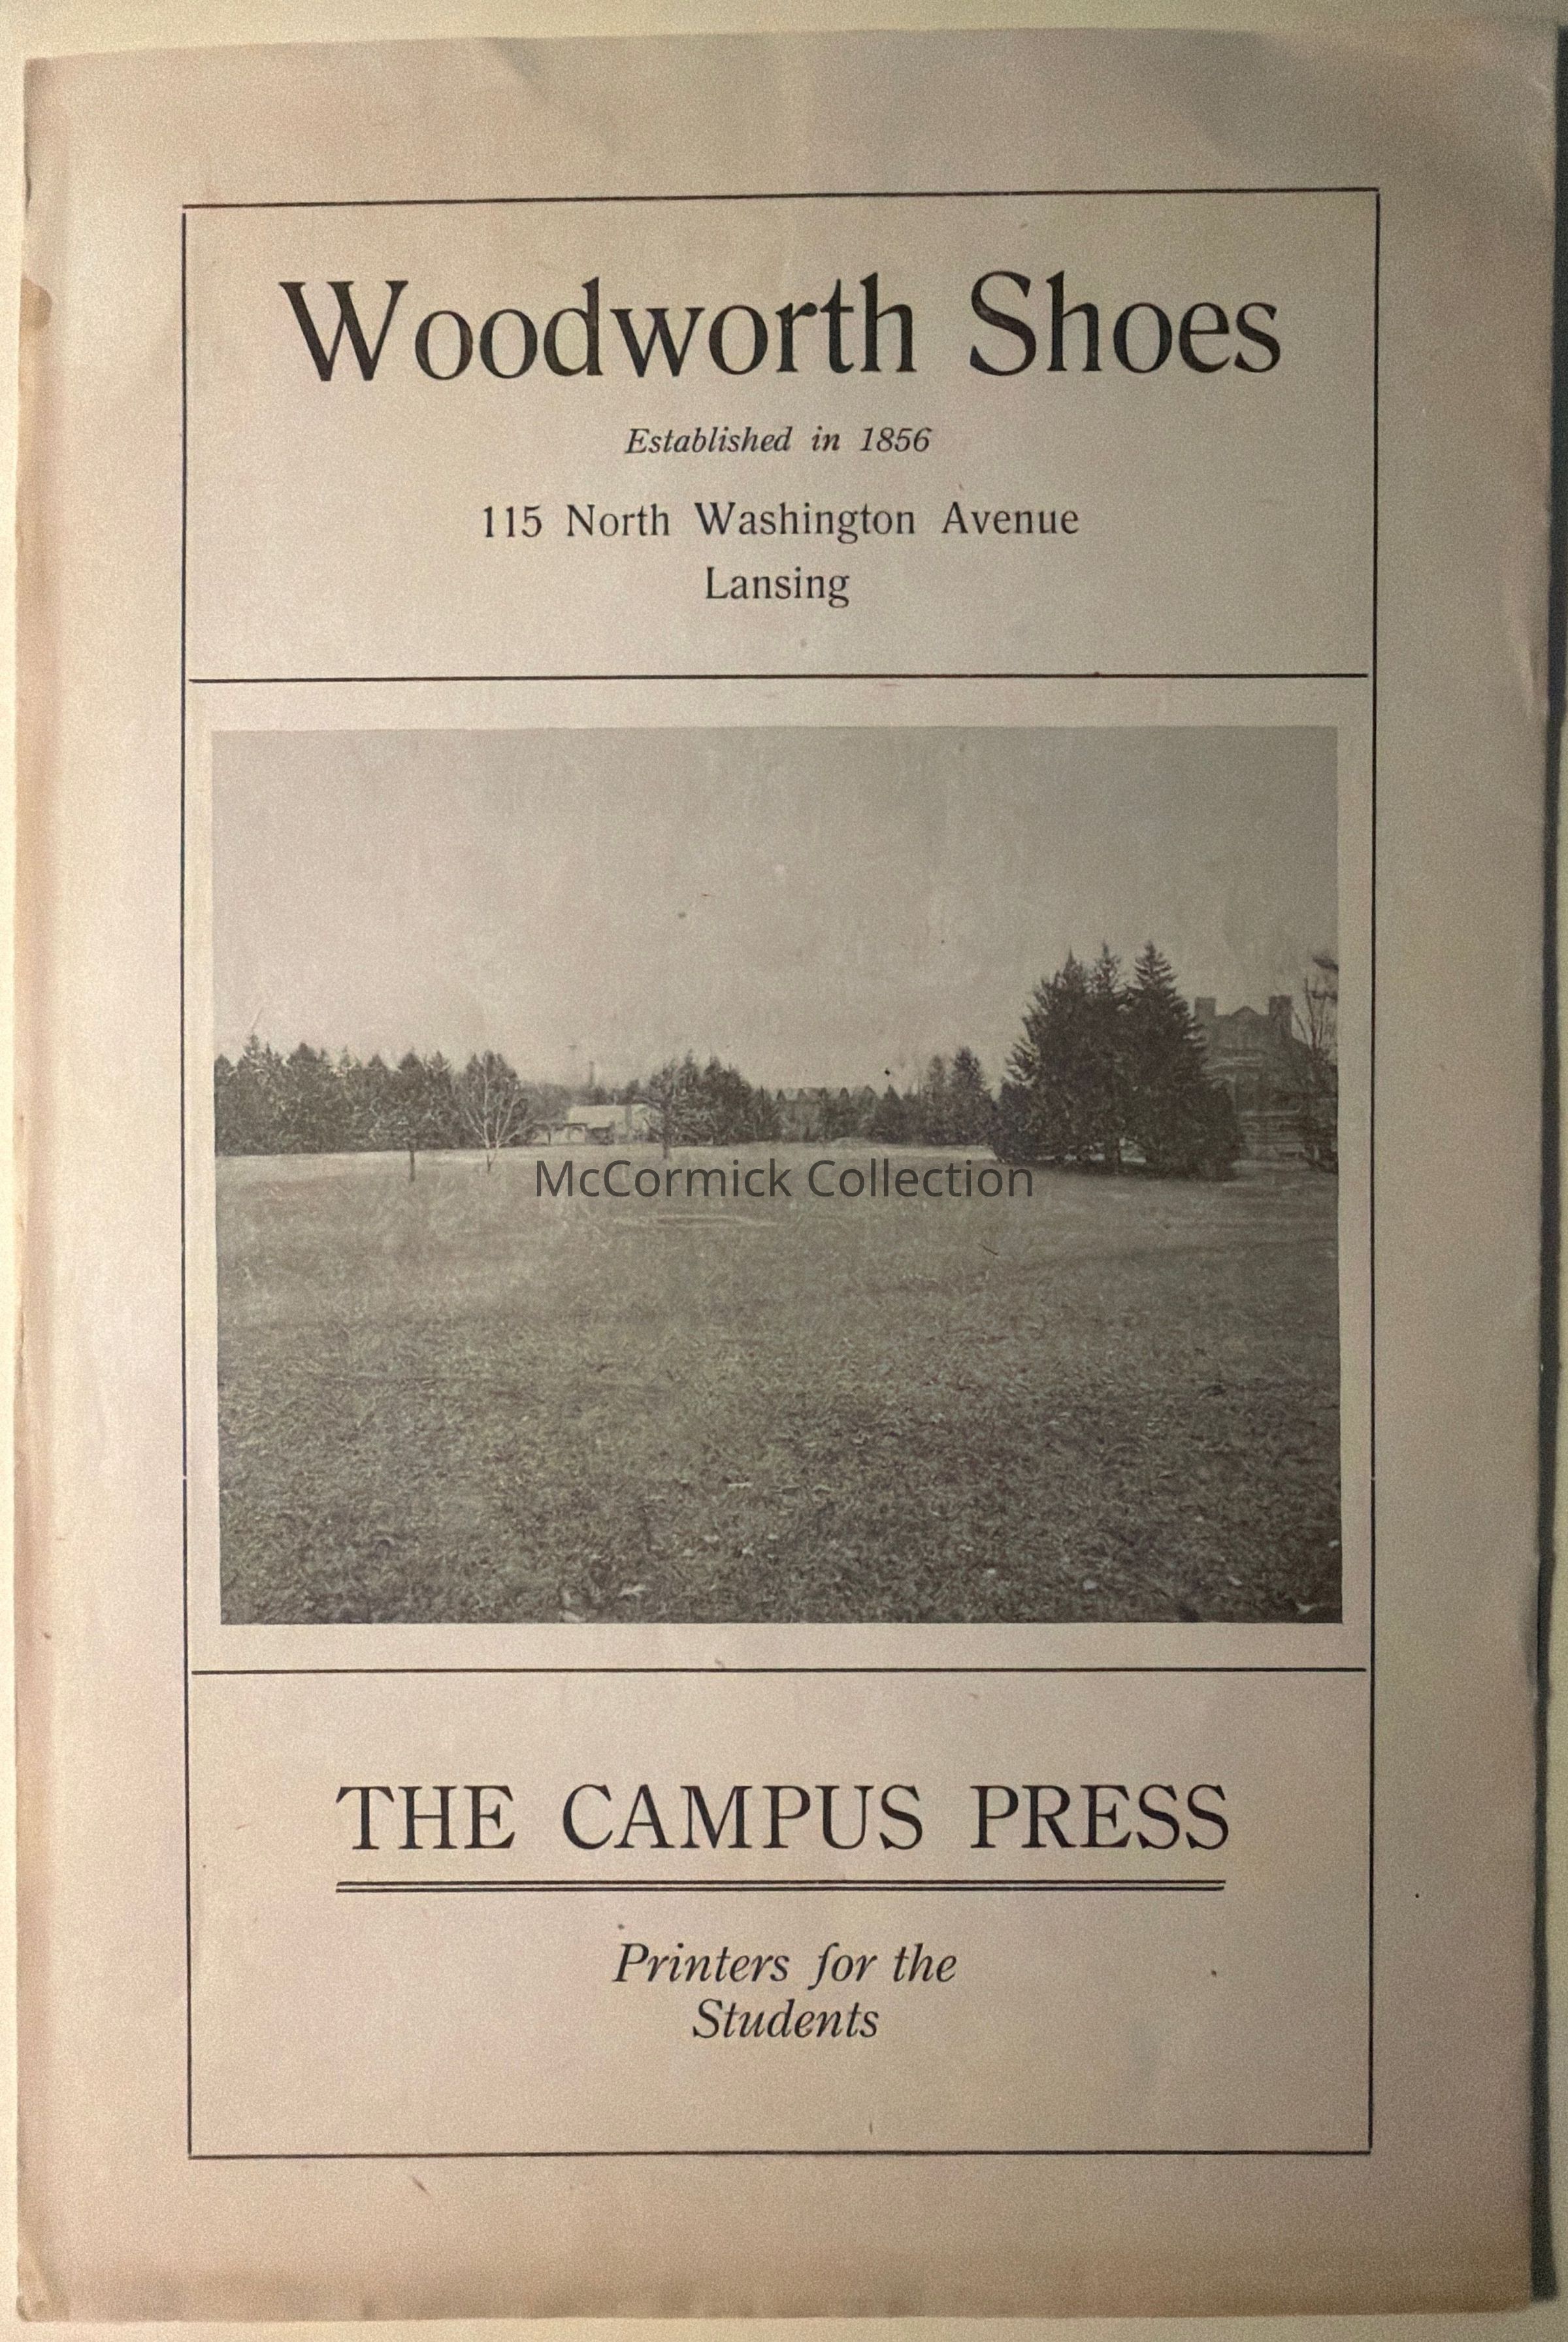 Woodworth Shoes
Established in 1856
115 North Washington Avenue
Lansing
McCormick Collection
THE CAMPUS PRESS
Printers for the
Students